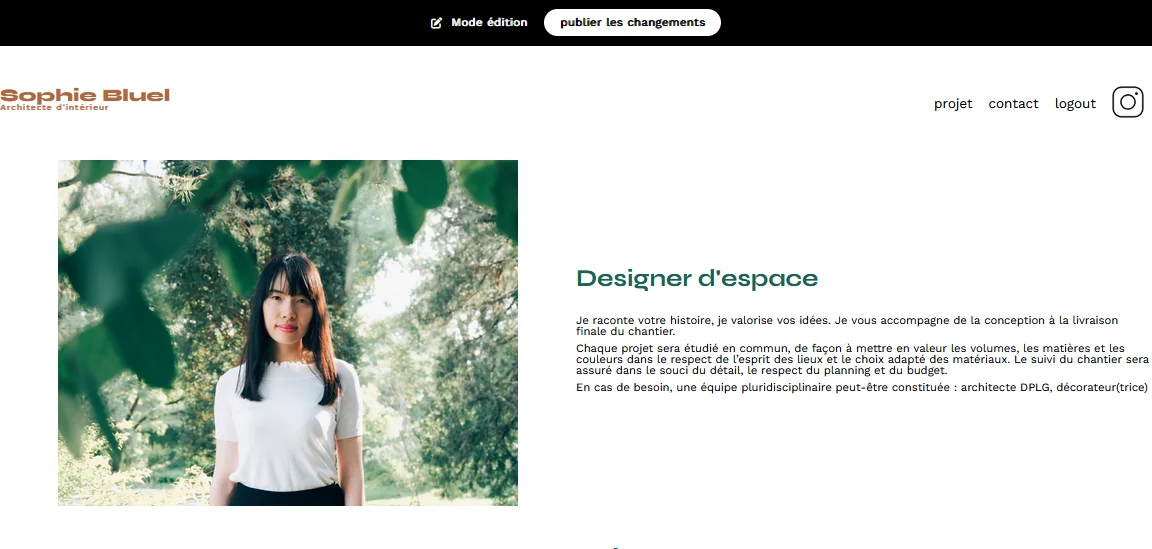 Mode édition
publier les changements
Sophie Bluel
Architecte d'intérieur
projet
contact
logout
Designer d'espace
Je raconte votre histoire, je valorise vos idées. Je vous accompagne de la conception à la livraison
finale du chantier.
Chaque projet sera étudié en commun, de façon à mettre en valeur les volumes, les matières et les
couleurs dans le respect de l’esprit des lieux et le choix adapté des matériaux. Le suivi du chantier sera
assuré dans le souci du détail, le respect du planning et du budget.
En cas de besoin, une équipe pluridisciplinaire peut-être constituée : architecte DPLG, décorateur(trice)